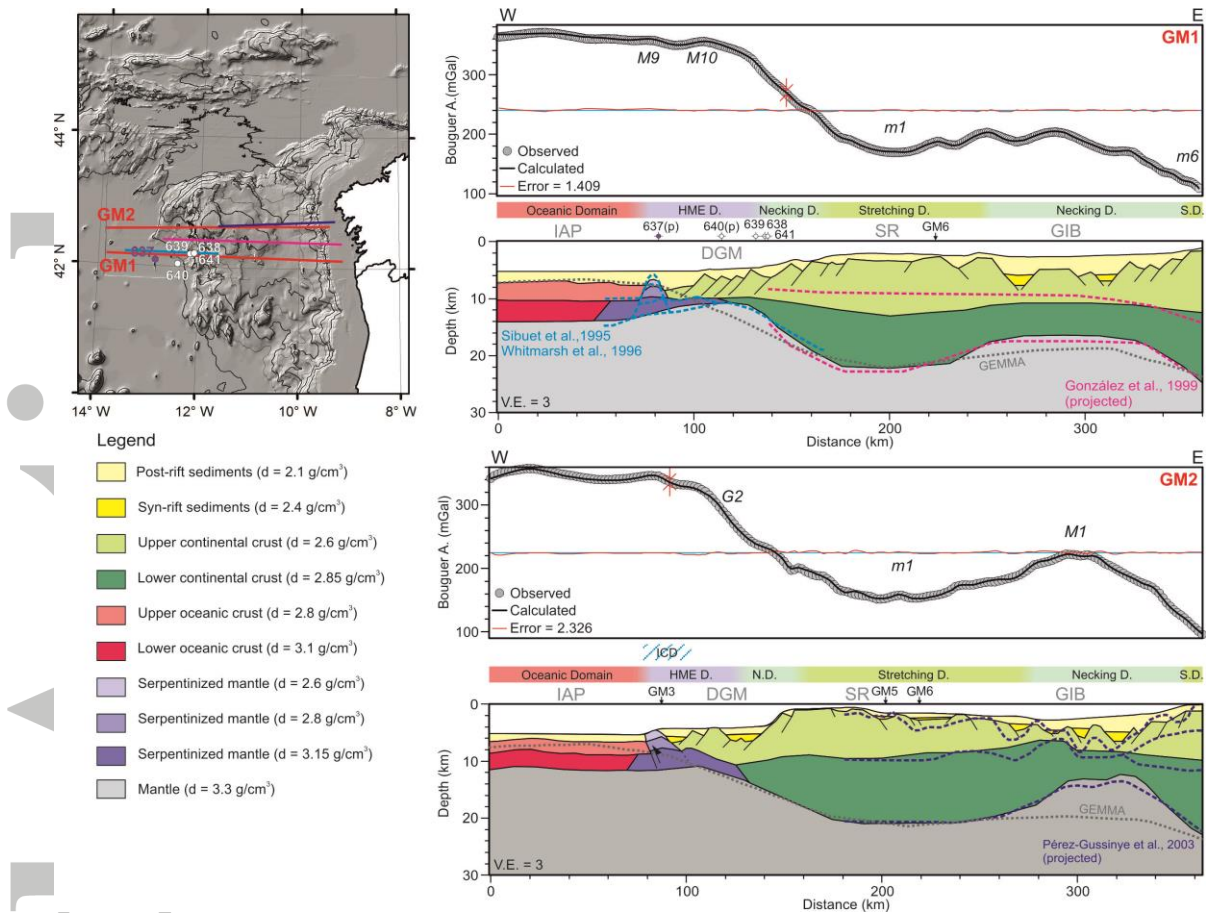 44° N
42° N
14° W
12° W
10° W
8° W
GM2
GM1
637
639
638
641
640
Legend
Post-rift sediments (d = 2.1 g/cm³)
Syn-rift sediments (d = 2.4 g/cm³)
Upper continental crust (d = 2.6 g/cm³)
Lower continental crust (d = 2.85 g/cm³)
Upper oceanic crust (d = 2.8 g/cm³)
Lower oceanic crust (d = 3.1 g/cm³)
Serpentinized mantle (d = 2.6 g/cm³)
Serpentinized mantle (d = 2.8 g/cm³)
Serpentinized mantle (d = 3.15 g/cm³)
Mantle (d = 3.3 g/cm³)
W
E
GM1
M9
M10
m1
m6
Bouguer A.(mGal)
300
200
100
Observed
Calculated
Error = 1.409
Oceanic Domain
HME D.
Necking D.
Stretching D.
Necking D.
S.D.
IAP
637(p)
640(p)
639
638
641
SR
GM6
GIB
DGM
Depth (km)
0
10
20
30
Sibuet et al.,1995
Whitmarsh et al., 1996
GEMMA
González et al., 1999
(projected)
V.E. = 3
0
100
200
300
Distance (km)
W
E
GM2
G2
m1
M1
Bouguer A. (mGal)
300
200
100
Observed
Calculated
Error = 2.326
ICD
Oceanic Domain
HME D.
N.D.
Stretching D.
Necking D.
S.D.
IAP
GM3
DGM
SR
GM5
GM6
GIB
Depth (km)
0
10
20
30
GEMMA
Pérez-Gussinye et al., 2003
(projected)
V.E. = 3
0
100
200
300
Distance (km)